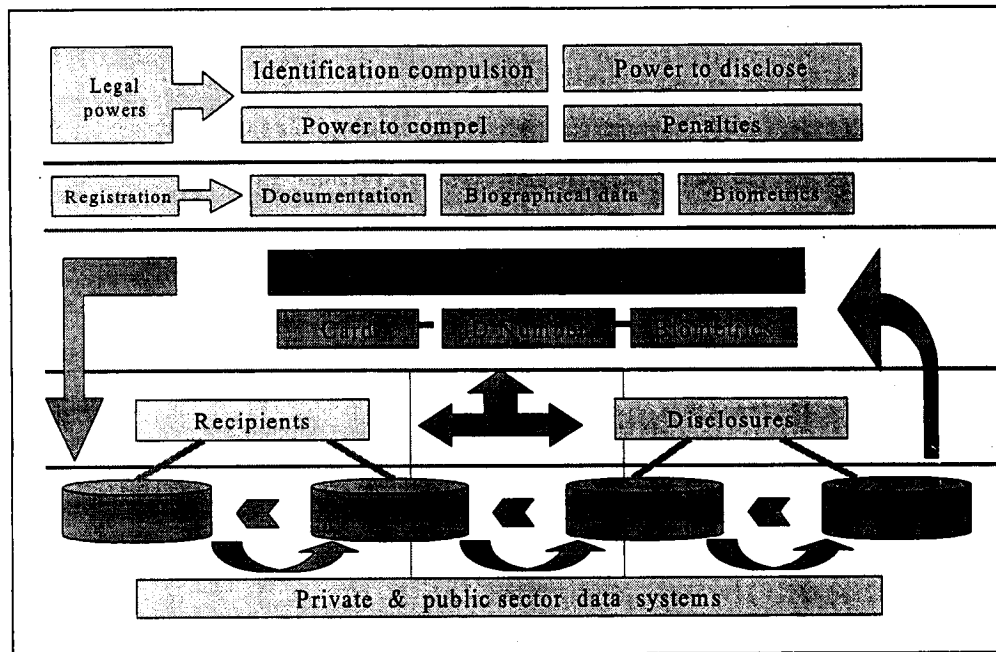 Legal
powers
Identification compulsion
Power to disclose
Power to compel
Penalties
Registration
Documentation
Biographical data
Biometrics
Card
Number
Biometrics
Recipients
Disclosures
Private & public sector data systems